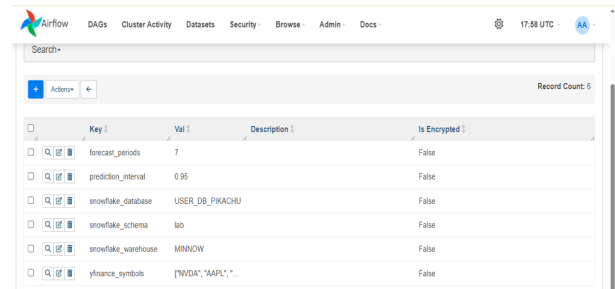 Airflow DAGs Cluster Activity Datasets Security Browse Admin Docs 17:58 UTC AA
Search
+ Actions ← Record Count: 6
Key Val Description Is Encrypted
forecast_periods 7 False
prediction_interval 0.95 False
snowflake_database USER_DB_PIKACHU False
snowflake_schema lab False
snowflake_warehouse MINNOW False
yfinance_symbols ["NVDA", "AAPL", "... False